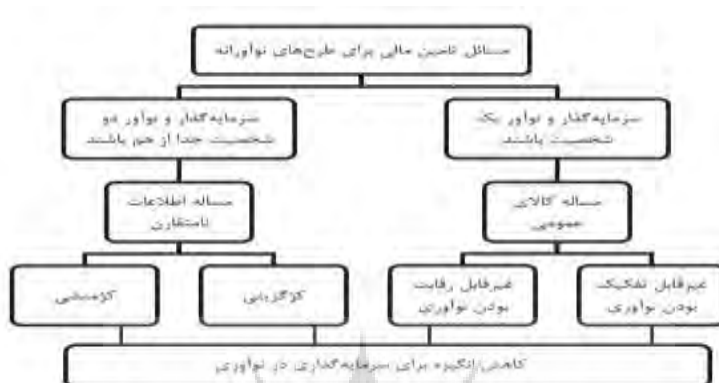 مسائل تامین مالی برای طرح‌های نوآورانه
سرمایه‌گذار و نوآور یک
شخصیت باشند
سرمایه‌گذار و نوآور دو
شخصیت جدا از هم باشند
مساله کالای
عمومی
مساله اطلاعات
نامتقارن
غیرقابل تفکیک
بودن نوآوری
غیرقابل رقابت
بودن نوآوری
کژگزینی
کژمنشی
کاهش انگیزه برای سرمایه‌گذاری در نوآوری